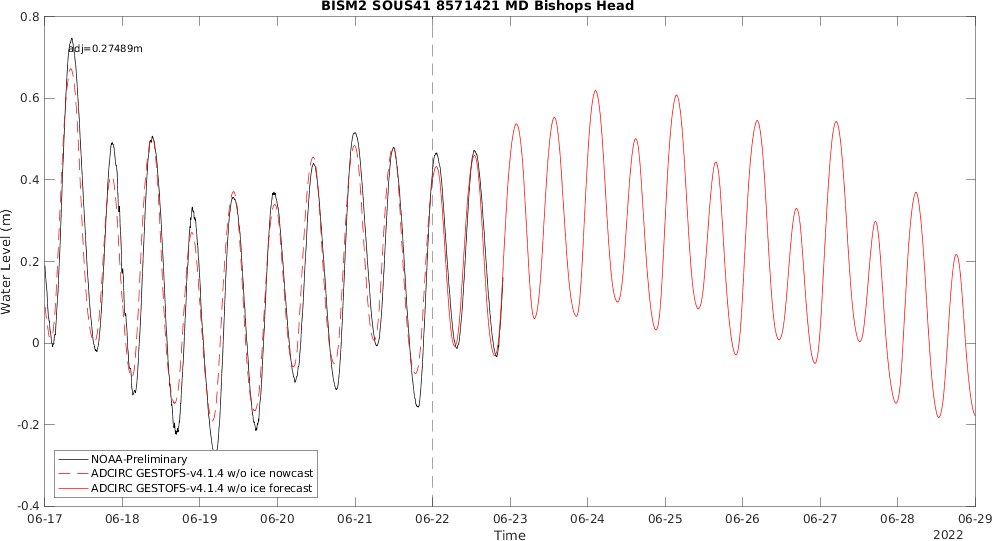 BISM2 SOUS41 8571421 MD Bishops Head
adj=0.27489m
0.8
0.6
0.4
0.2
0
-0.2
-0.4
Water Level (m)
NOAA-Preliminary
ADCIRC GESTOFS-v4.1.4 w/o ice nowcast
ADCIRC GESTOFS-v4.1.4 w/o ice forecast
06-17 06-18 06-19 06-20 06-21 06-22 06-23 06-24 06-25 06-26 06-27 06-28 06-29
Time
2022